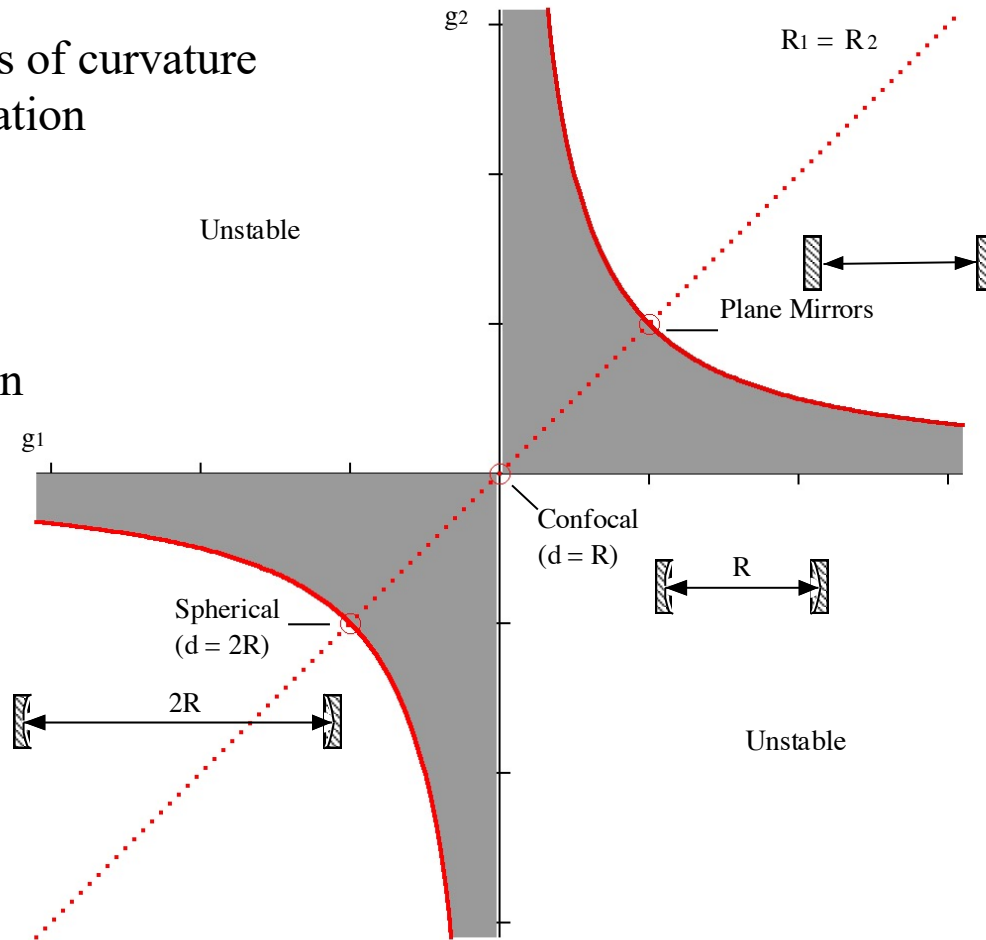 g2
R1 = R2
s of curvature
ation
Unstable
Plane Mirrors
n
g1
Confocal
(d = R)
R
Spherical
(d = 2R)
2R
Unstable